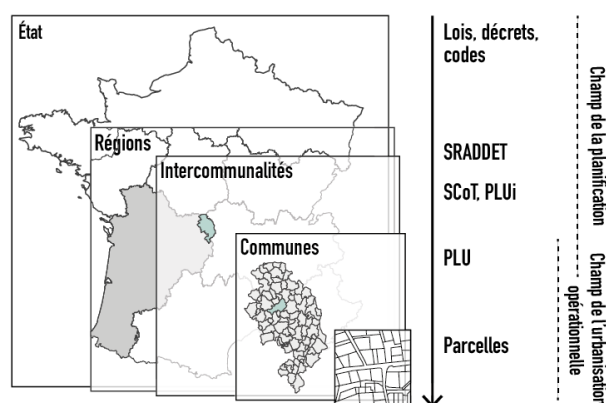 État
Régions
Intercommunalités
Communes
Lois, décrets,
codes
SRADDET
SCoT, PLUi
PLU
Parcelles
Champ de la planification
Champ de l'urbanisation
opérationnelle